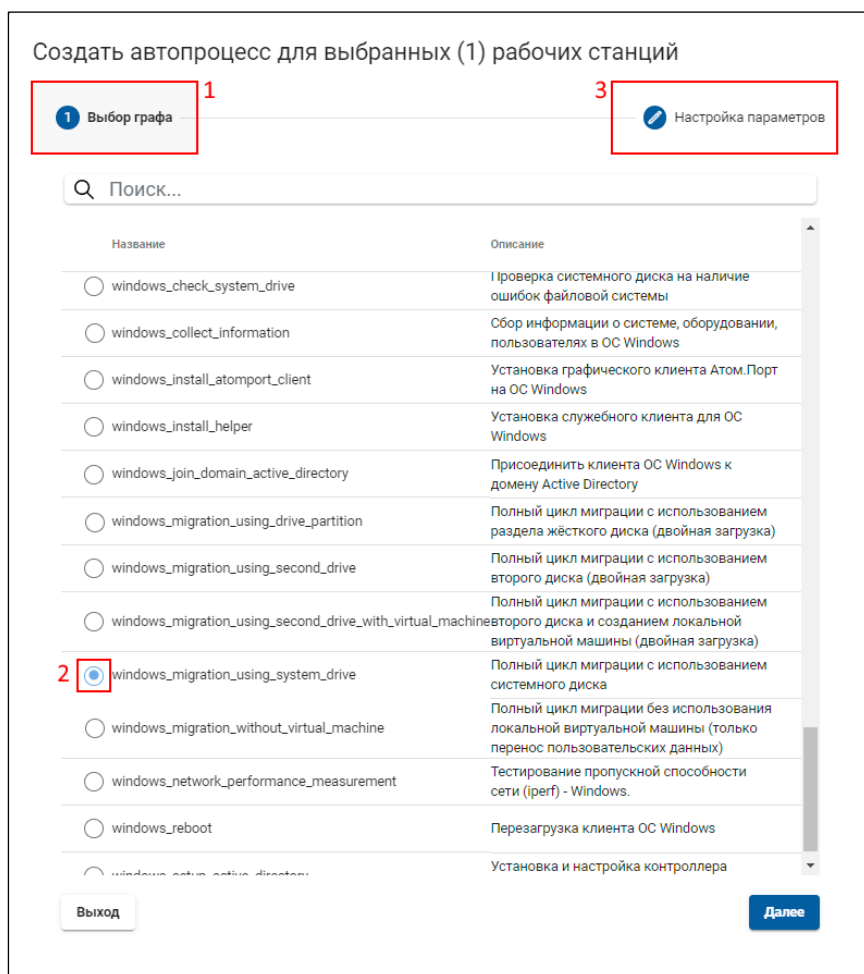 Создать автопроцесс для выбранных (1) рабочих станций
1
3
1 Выбор графа
Настройка параметров
Поиск...
Название Описание
windows_check_system_drive
Проверка системного диска на наличие
ошибок файловой системы
windows_collect_information
Сбор информации о системе, оборудовании,
пользователях в ОС Windows
windows_install_atomport_client
Установка графического клиента Атом.Порт
на ОС Windows
windows_install_helper
Установка служебного клиента для ОС
Windows
windows_join_domain_active_directory
Присоединить клиента ОС Windows к
домену Active Directory
windows_migration_using_drive_partition
Полный цикл миграции с использованием
раздела жёсткого диска (двойная загрузка)
windows_migration_using_second_drive
Полный цикл миграции с использованием
второго диска (двойная загрузка)
windows_migration_using_second_drive_with_virtual_machine
Полный цикл миграции с использованием
второго диска и созданием локальной
виртуальной машины (двойная загрузка)
2
windows_migration_using_system_drive
Полный цикл миграции с использованием
системного диска
windows_migration_without_virtual_machine
Полный цикл миграции без использования
локальной виртуальной машины (только
перенос пользовательских данных)
windows_network_performance_measurement
Тестирование пропускной способности
сети (iperf) - Windows.
windows_reboot
Перезагрузка клиента ОС Windows
windows_setup_active_directory
Установка и настройка контроллера
Выход
Далее